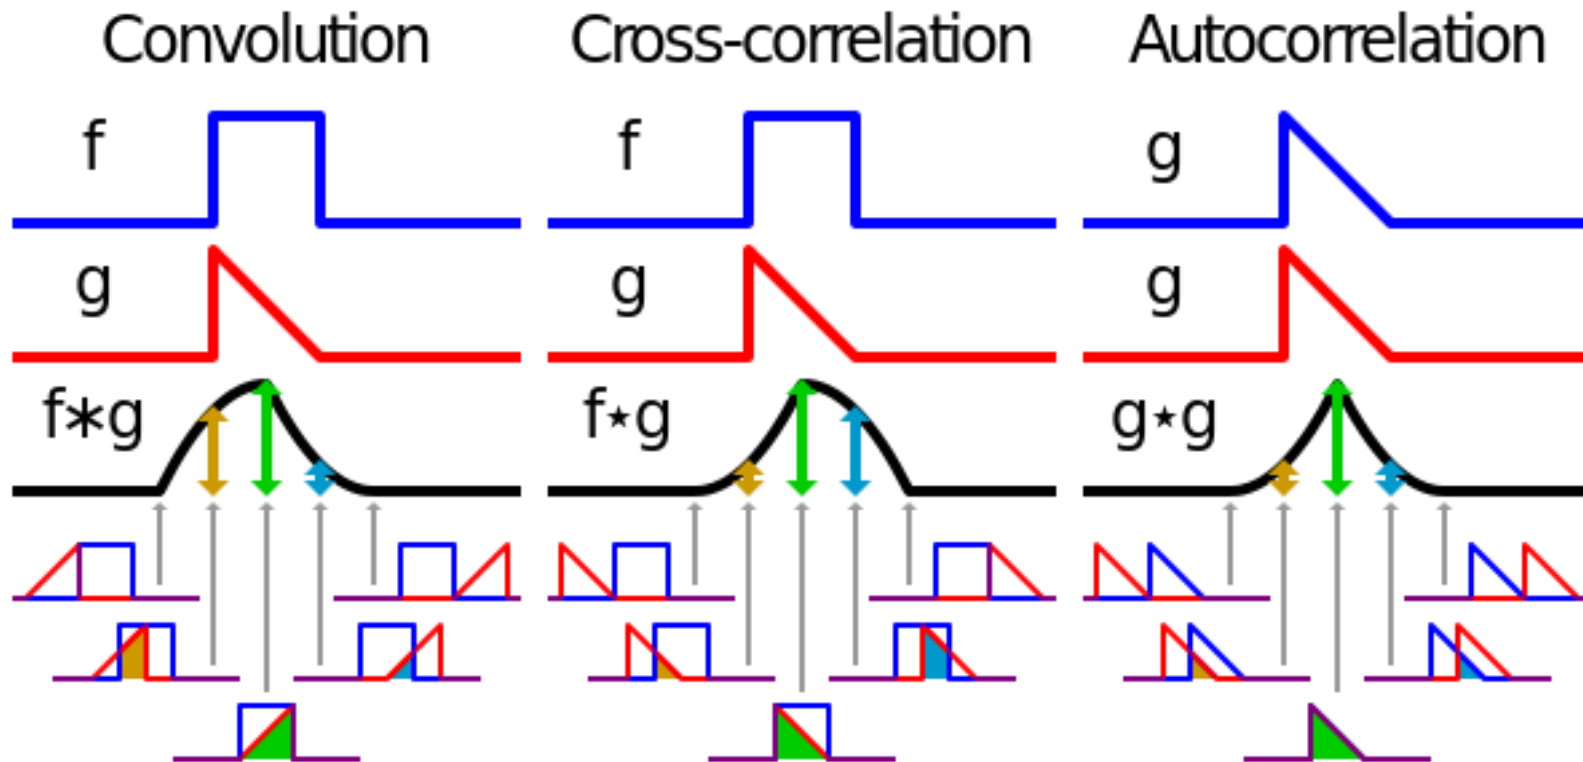 Convolution Cross-correlation Autocorrelation
f f g
g g g
f∗g f⋆g g⋆g